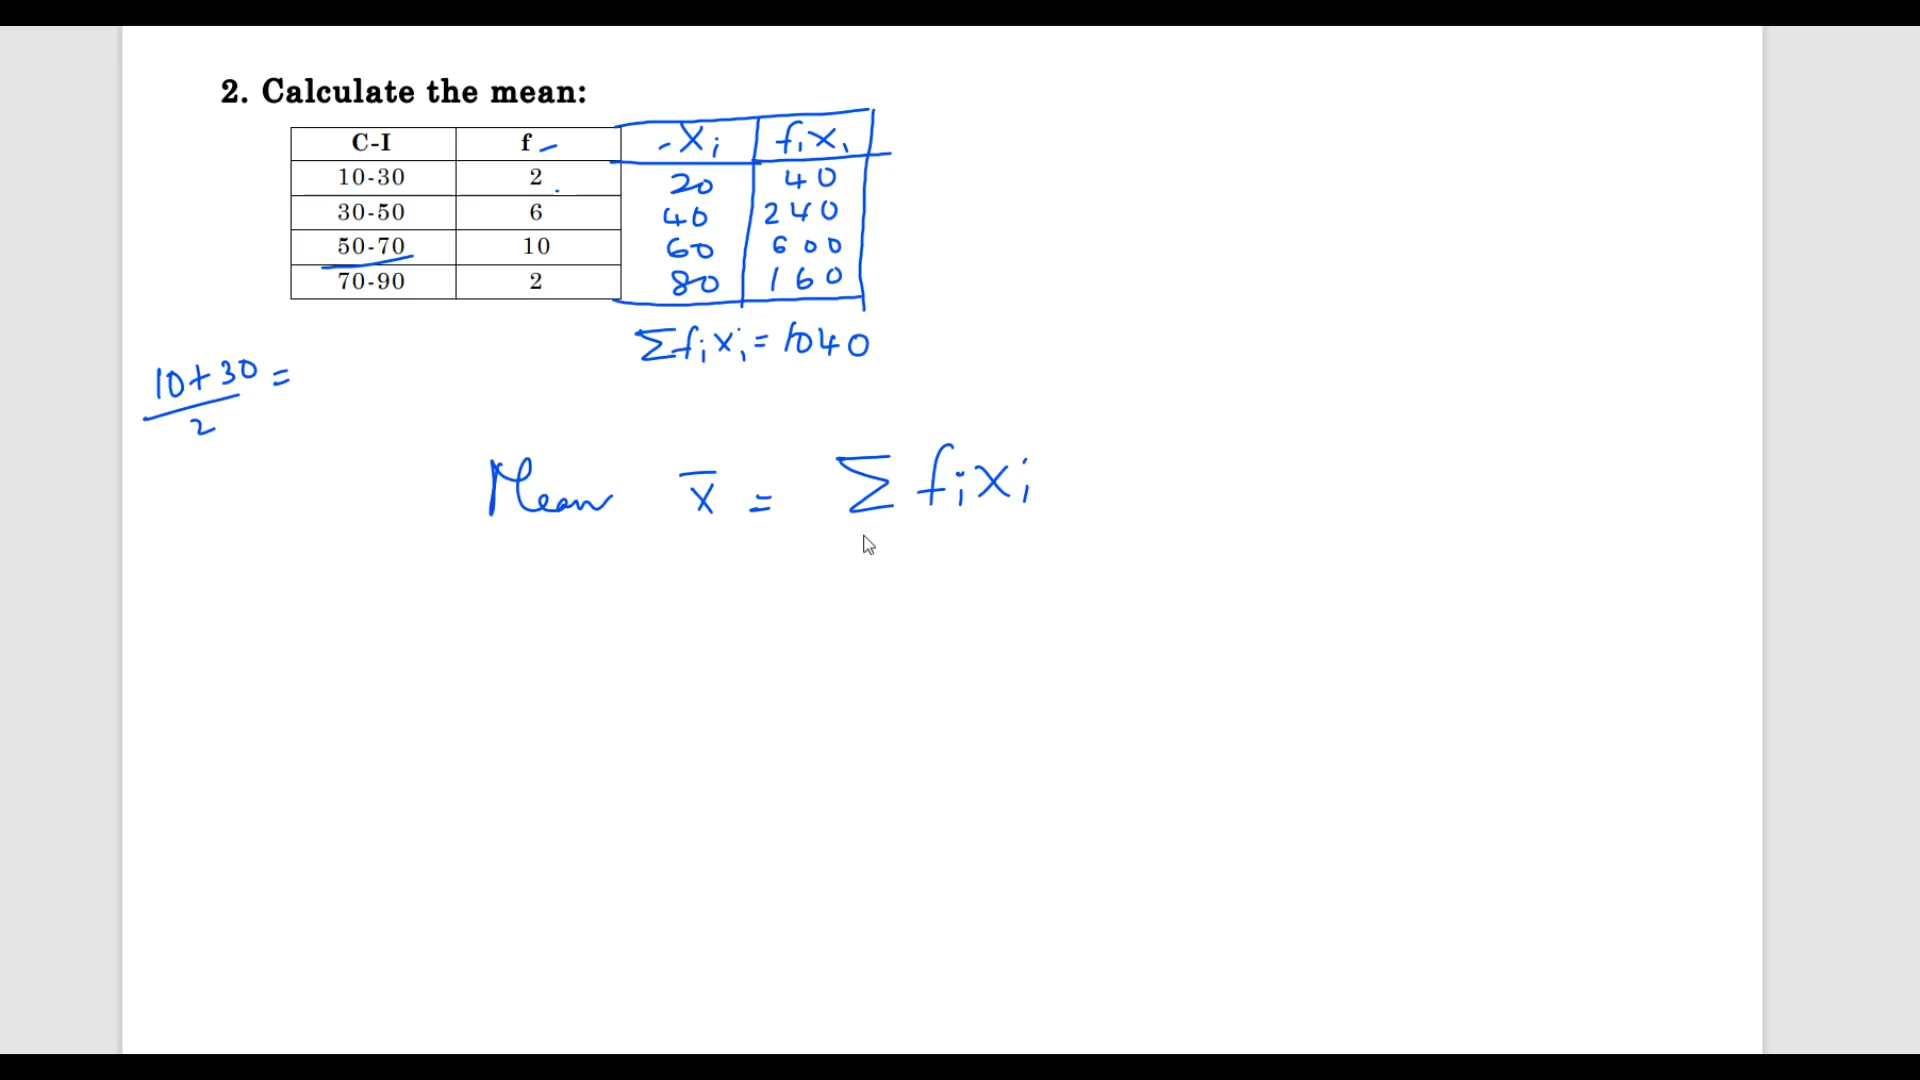 2. Calculate the mean:
C-I f - Xi fixi
10-30 2 20 40
30-50 6 40 240
50-70 10 60 600
70-90 2 80 160
Σfixi = 1040
10+30 =
2
Mean x̄ = Σ fixi